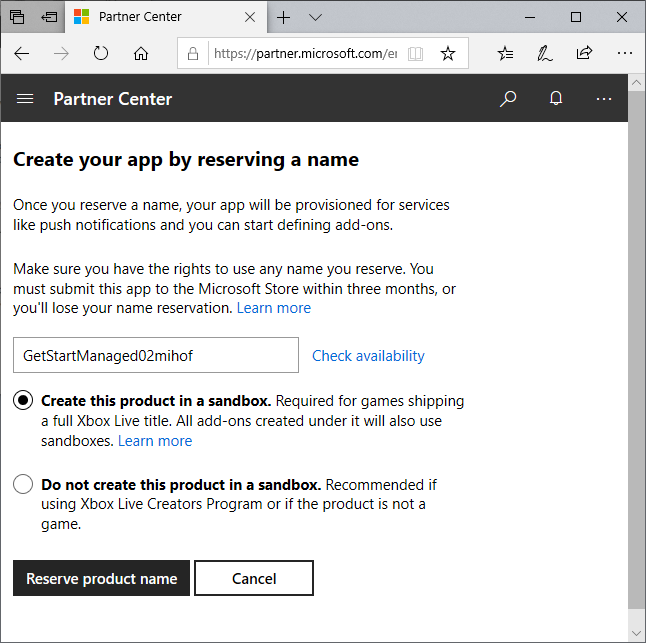 Partner Center
https://partner.microsoft.com/en
Partner Center
Create your app by reserving a name
Once you reserve a name, your app will be provisioned for services
like push notifications and you can start defining add-ons.
Make sure you have the rights to use any name you reserve. You
must submit this app to the Microsoft Store within three months, or
you'll lose your name reservation. Learn more
GetStartManaged02mihof Check availability
Create this product in a sandbox. Required for games shipping
a full Xbox Live title. All add-ons created under it will also use
sandboxes. Learn more
Do not create this product in a sandbox. Recommended if
using Xbox Live Creators Program or if the product is not a
game.
Reserve product name Cancel